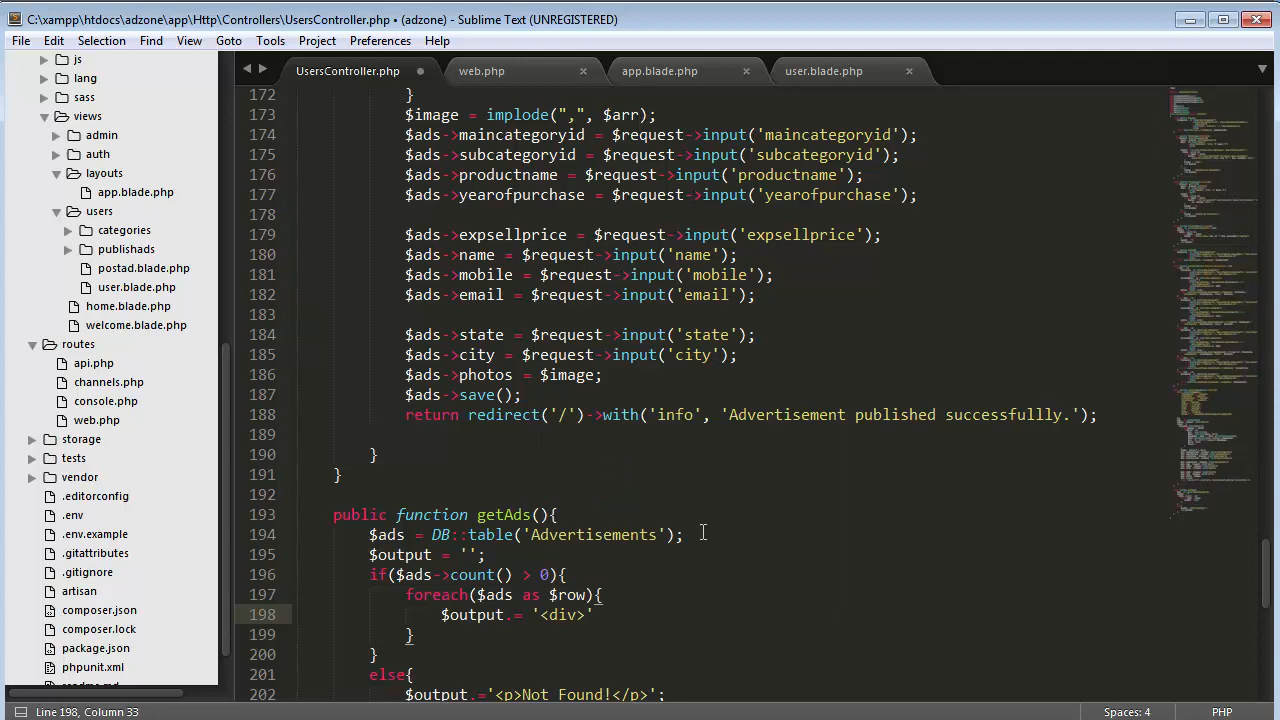 C:\xampp\htdocs\adzone\app\Http\Controllers\UsersController.php • (adzone) - Sublime Text (UNREGISTERED)
File Edit Selection Find View Goto Tools Project Preferences Help
js
lang
sass
views
admin
auth
layouts
app.blade.php
users
categories
publishads
postad.blade.php
user.blade.php
home.blade.php
welcome.blade.php
routes
api.php
channels.php
console.php
web.php
storage
tests
vendor
.editorconfig
.env
.env.example
.gitattributes
.gitignore
artisan
composer.json
composer.lock
package.json
phpunit.xml
readme.md
UsersController.php web.php app.blade.php user.blade.php
172 }
173 $image = implode(",", $arr);
174 $ads->maincategoryid = $request->input('maincategoryid');
175 $ads->subcategoryid = $request->input('subcategoryid');
176 $ads->productname = $request->input('productname');
177 $ads->yearofpurchase = $request->input('yearofpurchase');
178
179 $ads->expsellprice = $request->input('expsellprice');
180 $ads->name = $request->input('name');
181 $ads->mobile = $request->input('mobile');
182 $ads->email = $request->input('email');
183
184 $ads->state = $request->input('state');
185 $ads->city = $request->input('city');
186 $ads->photos = $image;
187 $ads->save();
188 return redirect('/')->with('info', 'Advertisement published successfullly.');
189
190 }
191 }
192
193 public function getAds(){
194 $ads = DB::table('Advertisements');
195 $output = '';
196 if($ads->count() > 0){
197 foreach($ads as $row){
198 $output.= '<div>'
199 }
200 }
201 else{
202 $output.='<p>Not Found!</p>';
Line 198, Column 33 Spaces: 4 PHP